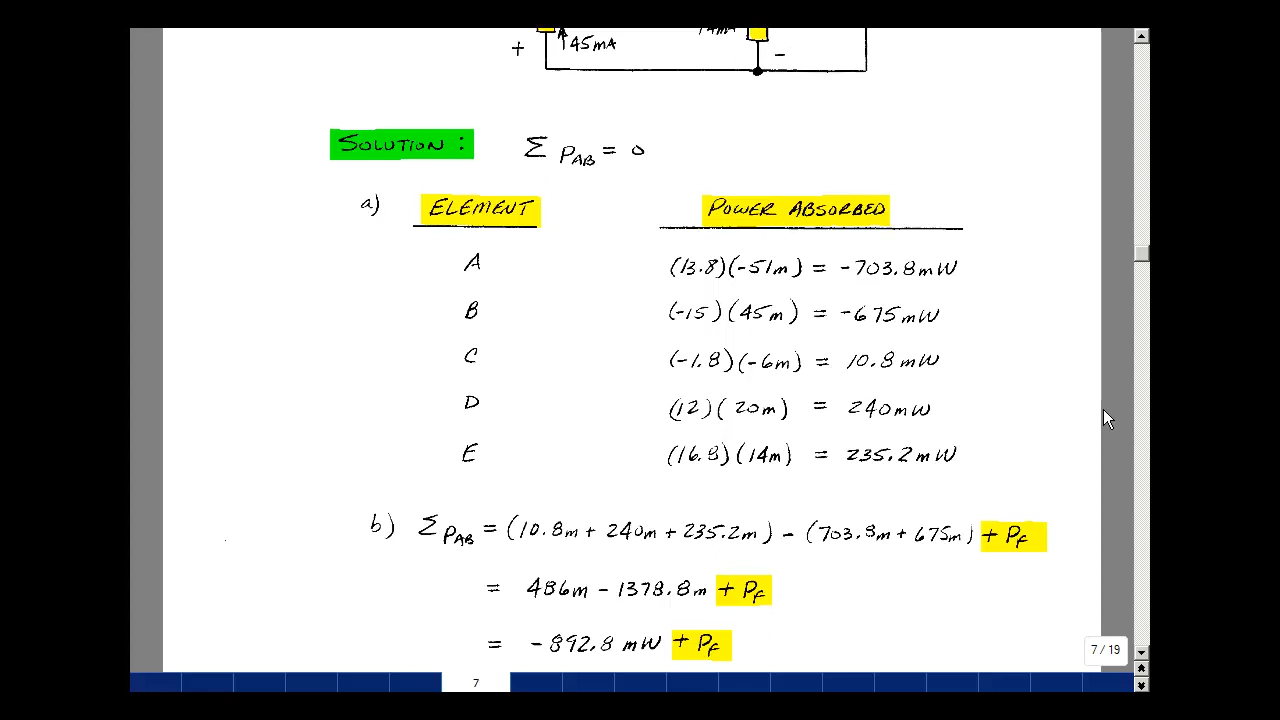 + ↑45mA 14mA −
SOLUTION : Σ P_AB = 0
a) ELEMENT POWER ABSORBED
A (13.8)(-51m) = -703.8mW
B (-15)(45m) = -675mW
C (-1.8)(-6m) = 10.8mW
D (12)(20m) = 240mW
E (16.8)(14m) = 235.2mW
b) Σ P_AB = (10.8m + 240m + 235.2m) - (703.8m + 675m) + P_f
= 486m - 1378.8m + P_f
= -892.8 mW + P_f
7 / 19
7